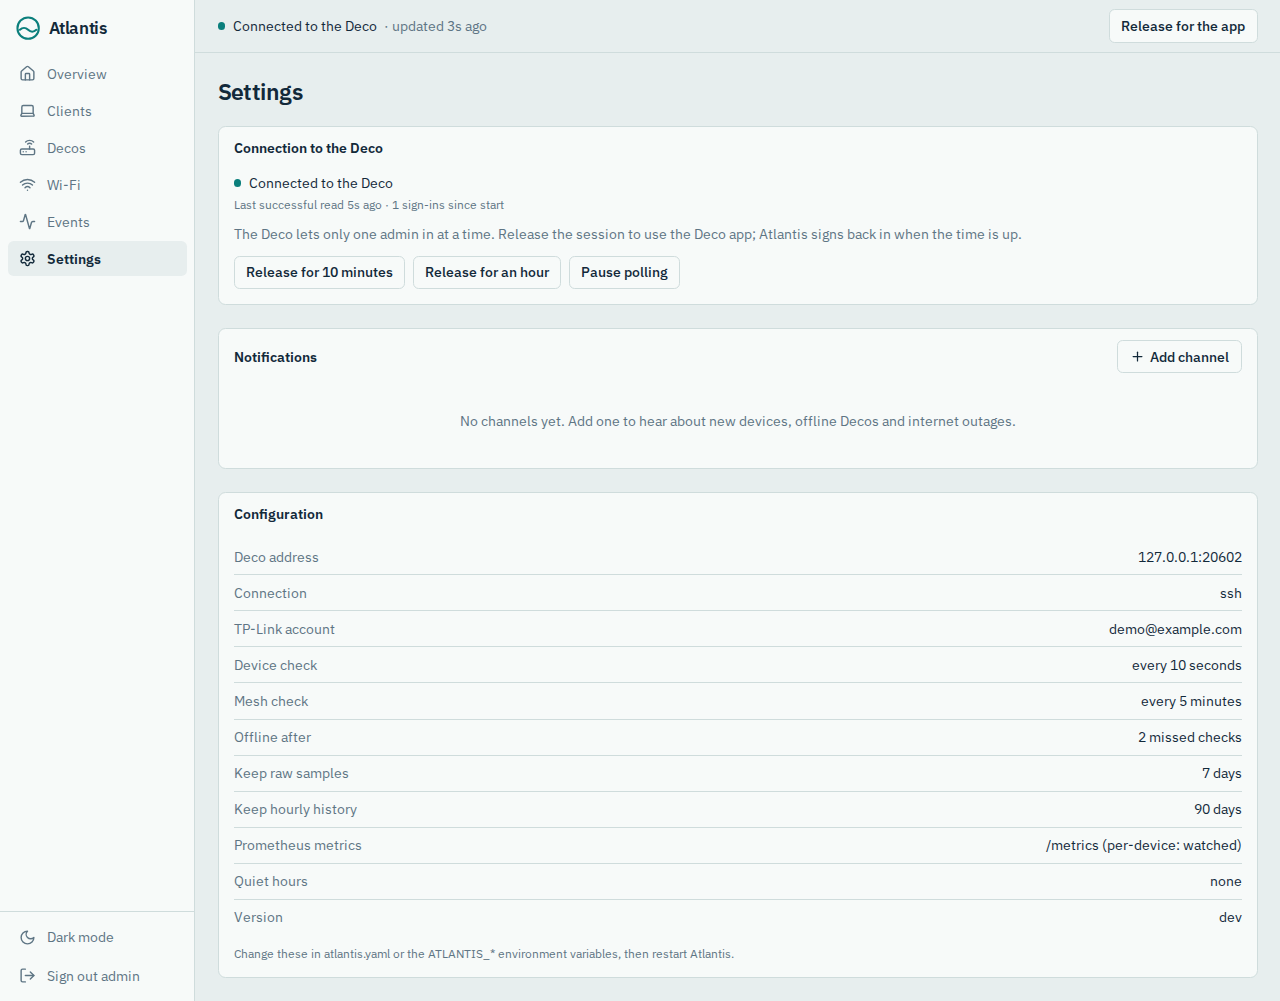 Atlantis
Overview
Clients
Decos
Wi-Fi
Events
Settings
Dark mode
Sign out admin
Connected to the Deco · updated 3s ago
Release for the app
Settings
Connection to the Deco
Connected to the Deco
Last successful read 5s ago · 1 sign-ins since start
The Deco lets only one admin in at a time. Release the session to use the Deco app; Atlantis signs back in when the time is up.
Release for 10 minutes
Release for an hour
Pause polling
Notifications
Add channel
No channels yet. Add one to hear about new devices, offline Decos and internet outages.
Configuration
Deco address 127.0.0.1:20602
Connection ssh
TP-Link account demo@example.com
Device check every 10 seconds
Mesh check every 5 minutes
Offline after 2 missed checks
Keep raw samples 7 days
Keep hourly history 90 days
Prometheus metrics /metrics (per-device: watched)
Quiet hours none
Version dev
Change these in atlantis.yaml or the ATLANTIS_* environment variables, then restart Atlantis.